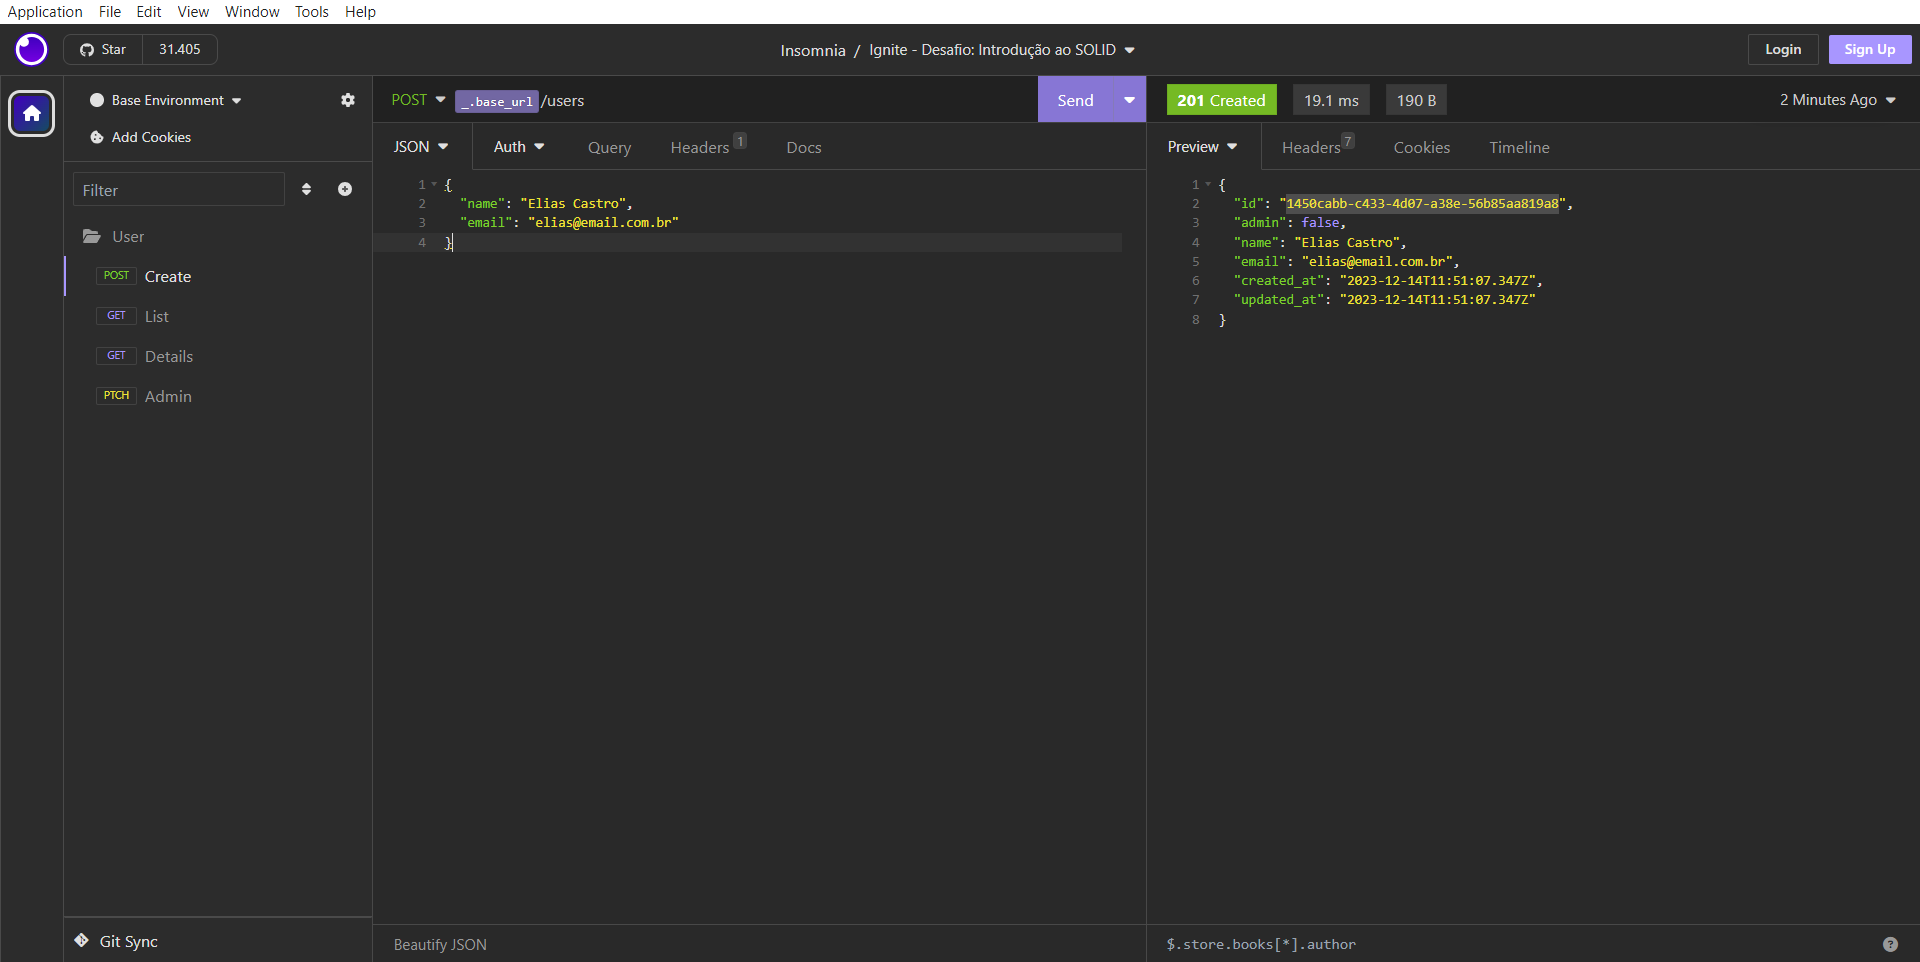 Application File Edit View Window Tools Help
Star 31.405
Insomnia / Ignite - Desafio: Introdução ao SOLID
Login Sign Up
Base Environment
Add Cookies
Filter
User
POST Create
GET List
GET Details
PTCH Admin
Git Sync
POST _.base_url /users
Send
JSON Auth Query Headers 1 Docs
1 {
2 "name": "Elias Castro",
3 "email": "elias@email.com.br"
4 }
Beautify JSON
201 Created 19.1 ms 190 B 2 Minutes Ago
Preview Headers 7 Cookies Timeline
1 {
2 "id": "1450cabb-c433-4d07-a38e-56b85aa819a8",
3 "admin": false,
4 "name": "Elias Castro",
5 "email": "elias@email.com.br",
6 "created_at": "2023-12-14T11:51:07.347Z",
7 "updated_at": "2023-12-14T11:51:07.347Z"
8 }
$.store.books[*].author
?